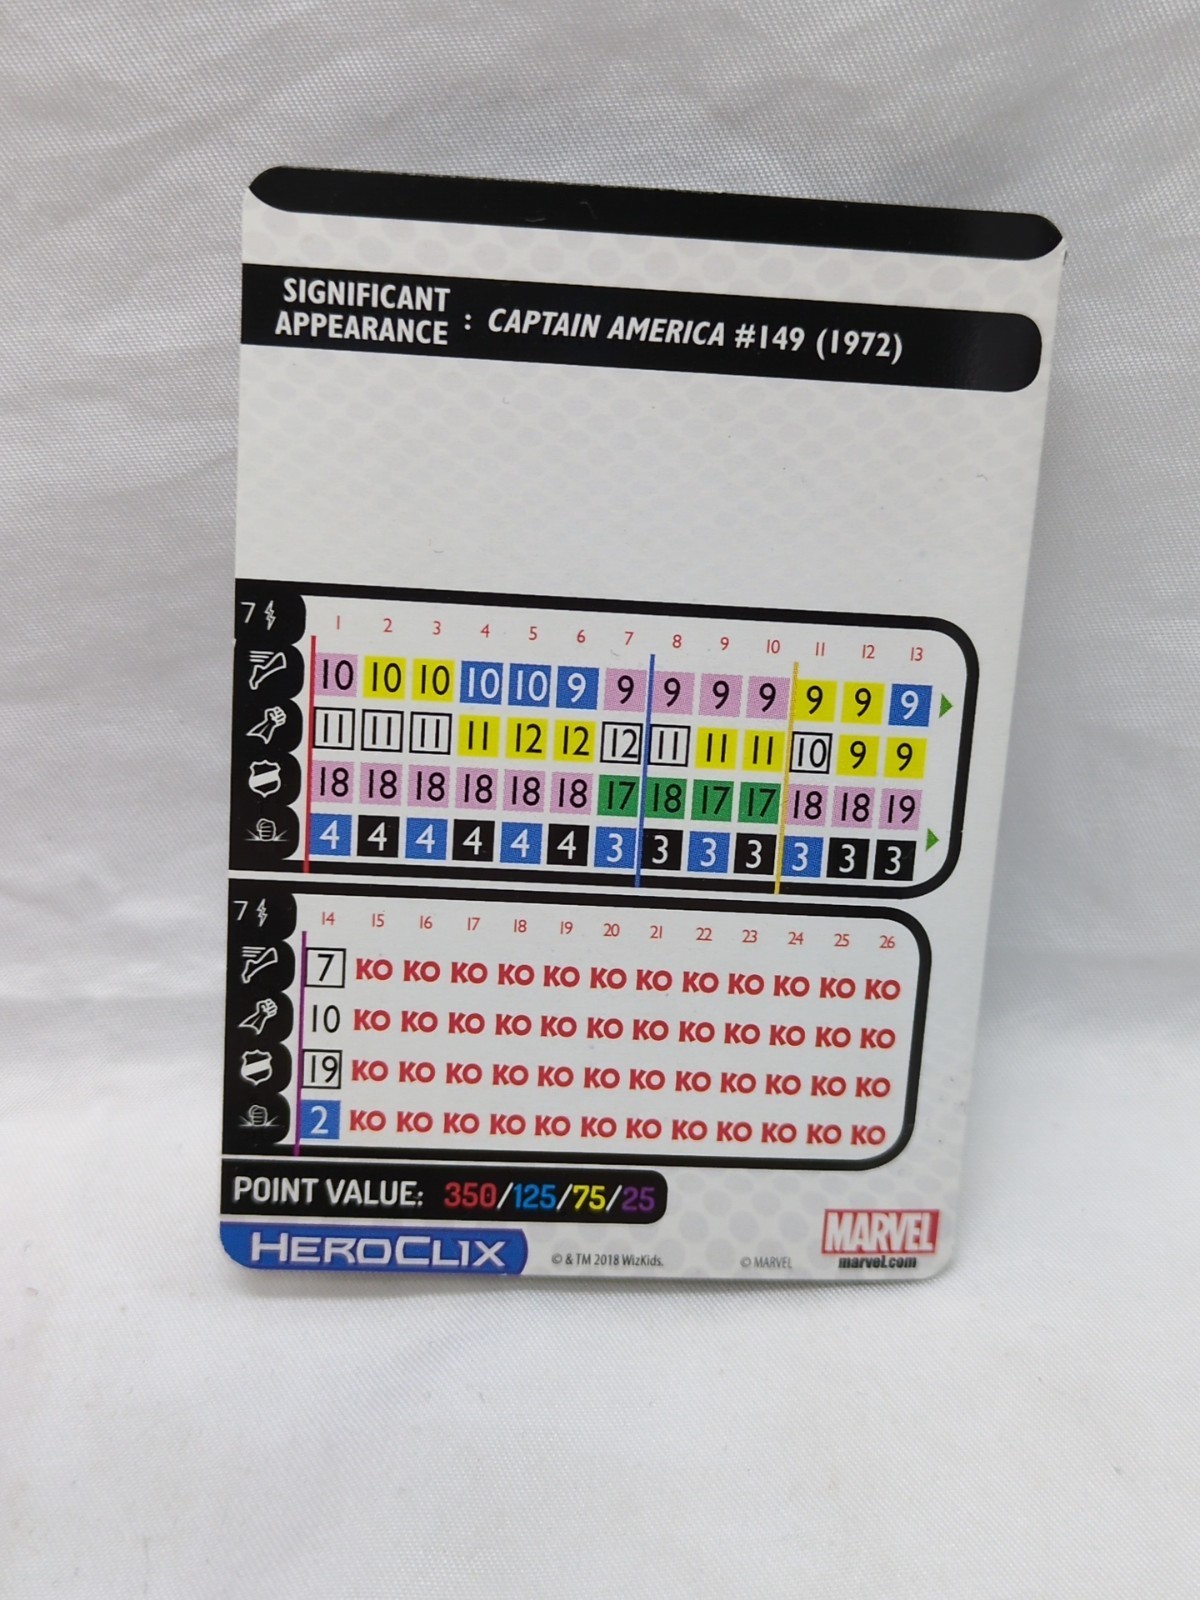 SIGNIFICANT
APPEARANCE : CAPTAIN AMERICA #149 (1972)
7 1 2 3 4 5 6 7 8 9 10 11 12 13
10 10 10 10 10 9 9 9 9 9 9 9 9
11 11 11 11 12 12 12 11 11 11 10 9 9
18 18 18 18 18 18 17 18 17 17 18 18 19
4 4 4 4 4 4 3 3 3 3 3 3 3
7 14 15 16 17 18 19 20 21 22 23 24 25 26
7 KO KO KO KO KO KO KO KO KO KO KO KO
10 KO KO KO KO KO KO KO KO KO KO KO KO
19 KO KO KO KO KO KO KO KO KO KO KO KO
2 KO KO KO KO KO KO KO KO KO KO KO KO
POINT VALUE: 350/125/75/25
HEROCLIX © & TM 2018 WizKids. © MARVEL MARVEL
marvel.com